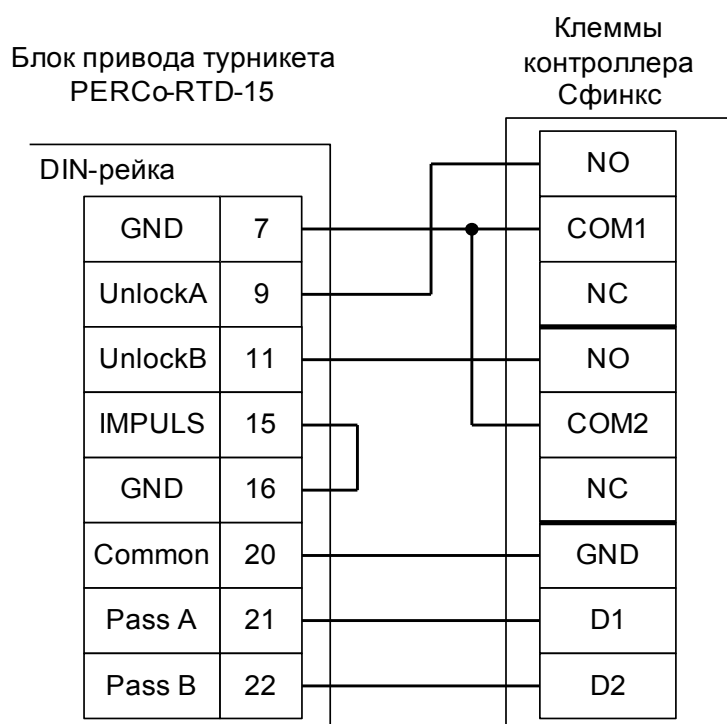 Блок привода турникета
PERCo-RTD-15
Клеммы
контроллера
Сфинкс
DIN-рейка
GND 7
UnlockA 9
UnlockB 11
IMPULS 15
GND 16
Common 20
Pass A 21
Pass B 22
NO
COM1
NC
NO
COM2
NC
GND
D1
D2